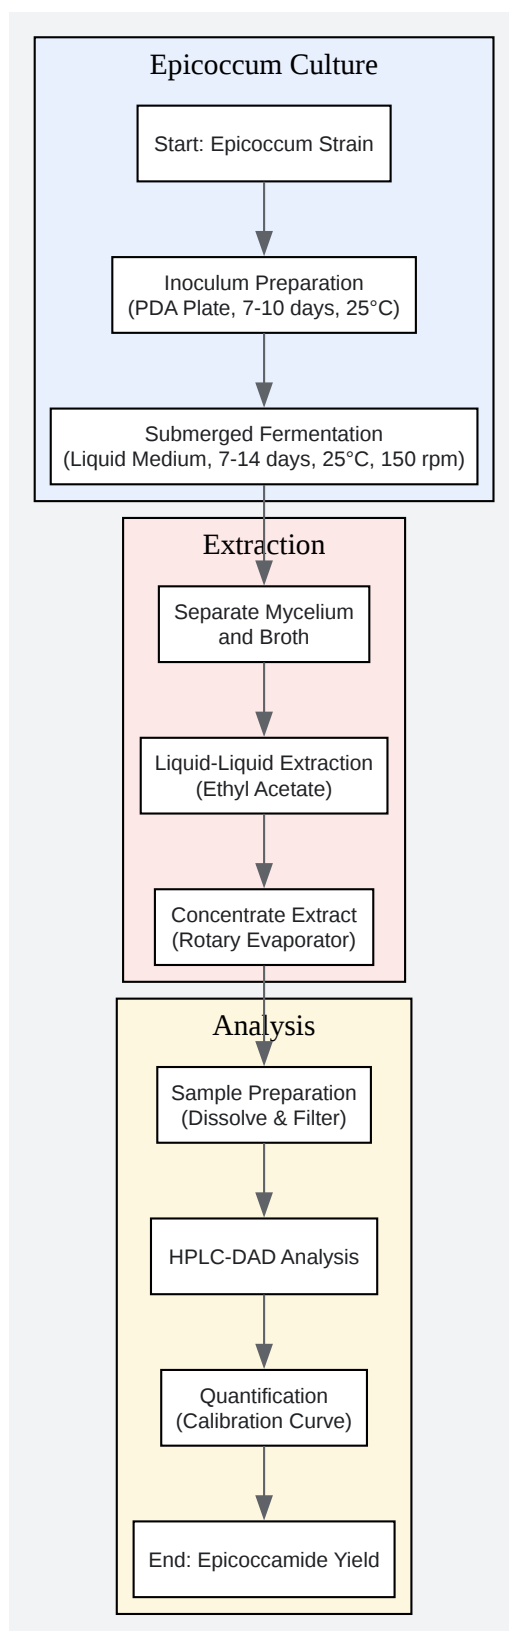 Epicoccum Culture
Start: Epicoccum Strain
Inoculum Preparation
(PDA Plate, 7-10 days, 25°C)
Submerged Fermentation
(Liquid Medium, 7-14 days, 25°C, 150 rpm)
Extraction
Separate Mycelium
and Broth
Liquid-Liquid Extraction
(Ethyl Acetate)
Concentrate Extract
(Rotary Evaporator)
Analysis
Sample Preparation
(Dissolve & Filter)
HPLC-DAD Analysis
Quantification
(Calibration Curve)
End: Epicoccamide Yield